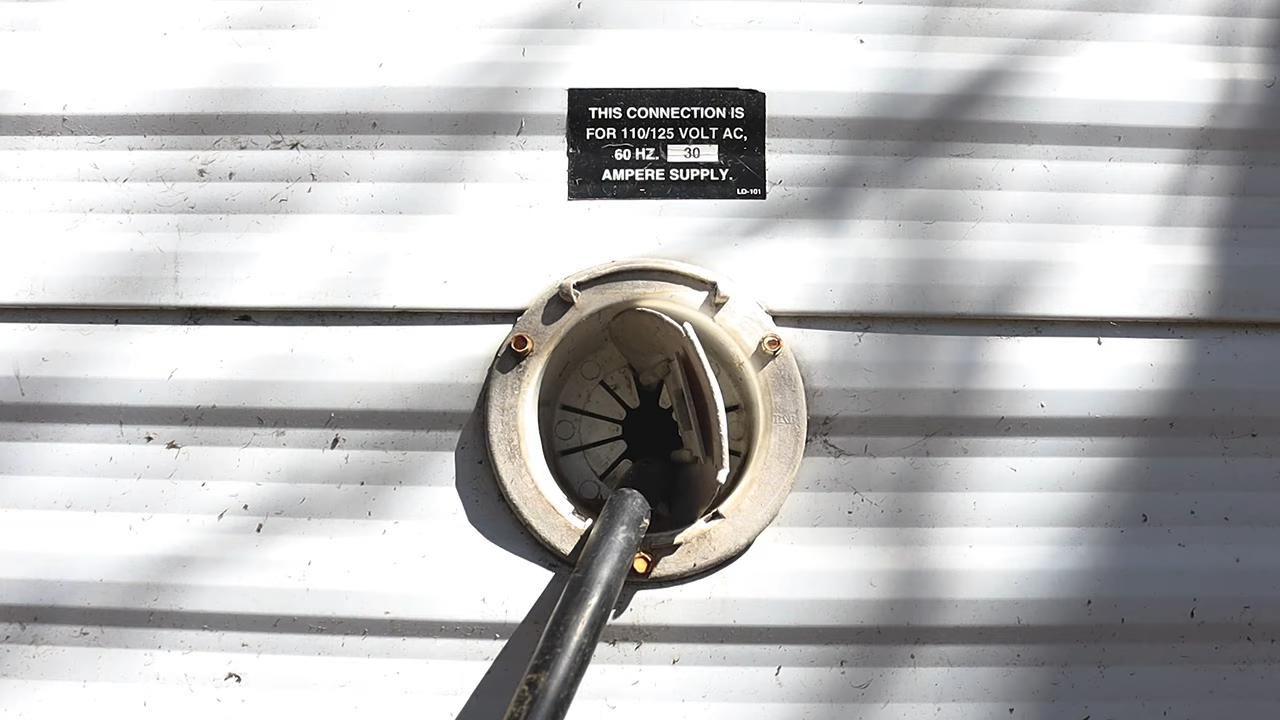 THIS CONNECTION IS
FOR 110/125 VOLT AC,
60 HZ. 30
AMPERE SUPPLY.
LD-101